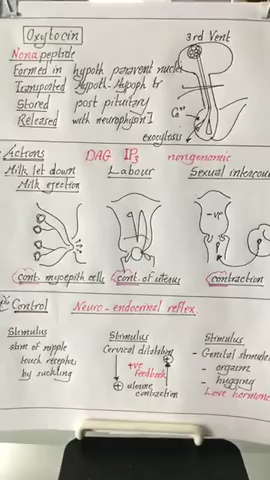 Oxytocin
3rd Vent
Nonapeptide
Formed in hypoth paravent nuclei
Transported Hypoth-Hypoph tr
Stored post pituitary
Released with neurophysin I
Ca++
exocytosis
Actions DAG IP3 nongenomic
Milk let down
Milk ejection
Labour
Sexual intercou
-ve
cont. myoepith cells
cont. of uterus
contraction
Control Neuro-endocrinal reflex
Stimulus
stim of nipple
touch receptor
by suckling
Stimulus
Cervical dilatation
+ve
Feedback
uterine
contraction
Stimulus
- Genital stimulat
- orgasm
- hugging
Love hormone